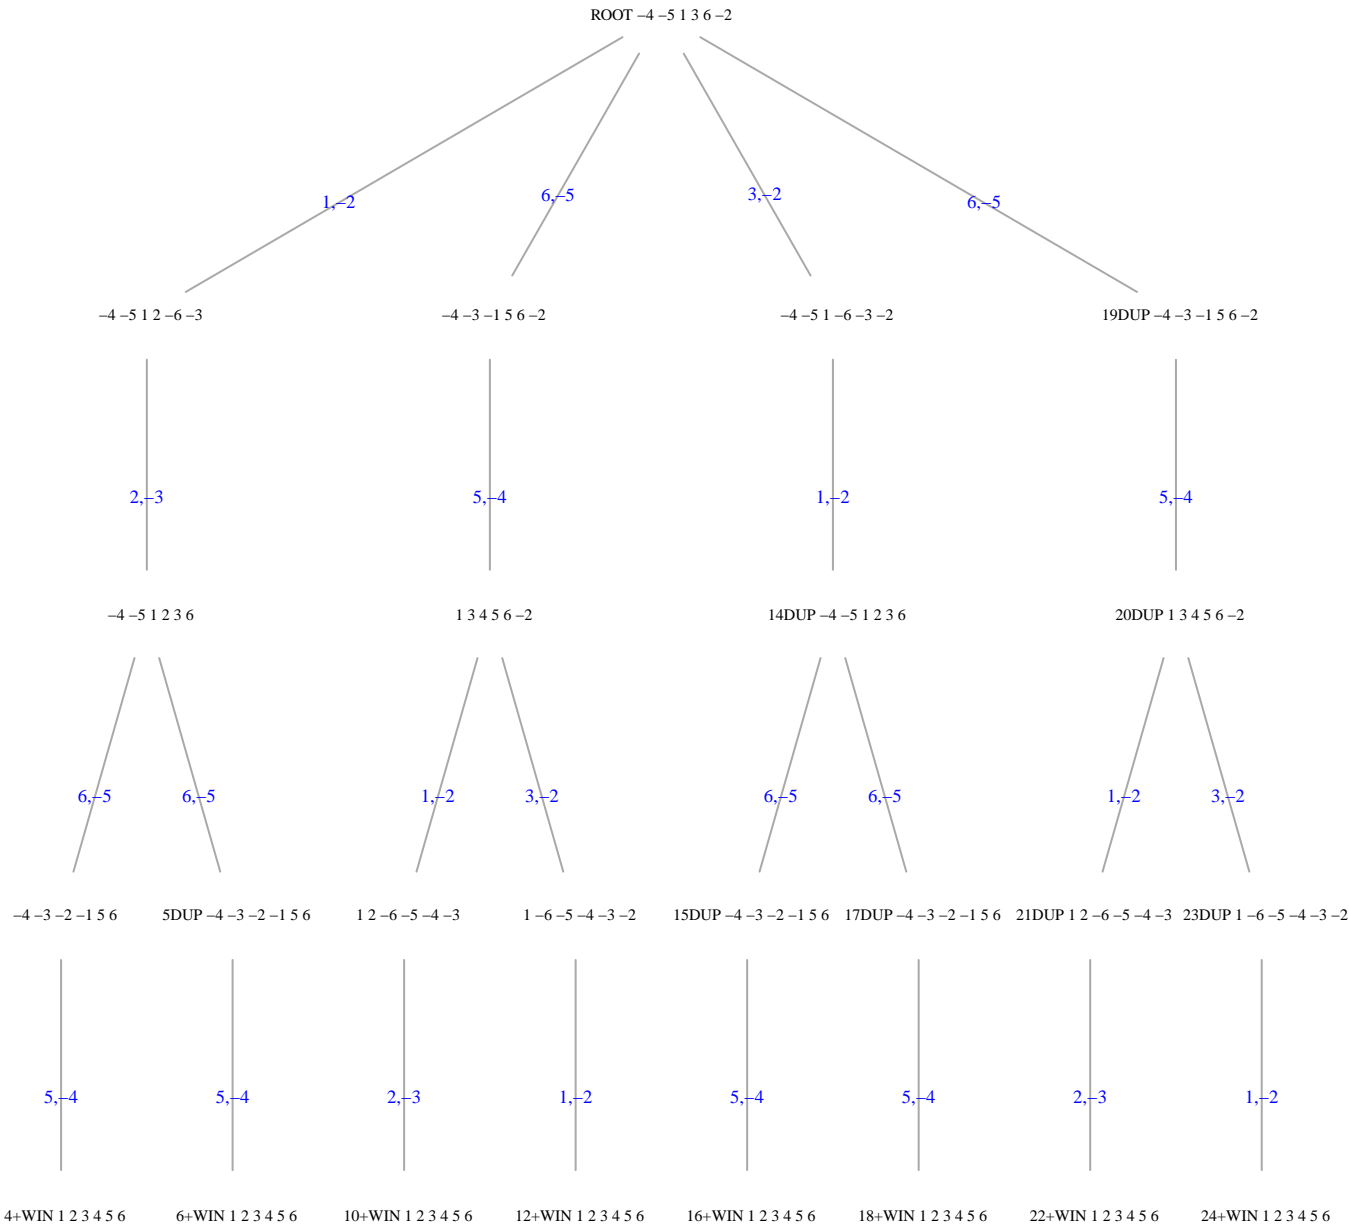 ROOT −4 −5 1 3 6 −2
1,−2 6,−5 3,−2 6,−5
−4 −5 1 2 −6 −3 −4 −3 −1 5 6 −2 −4 −5 1 −6 −3 −2 19DUP −4 −3 −1 5 6 −2
2,−3 5,−4 1,−2 5,−4
−4 −5 1 2 3 6 1 3 4 5 6 −2 14DUP −4 −5 1 2 3 6 20DUP 1 3 4 5 6 −2
6,−5 6,−5 1,−2 3,−2 6,−5 6,−5 1,−2 3,−2
−4 −3 −2 −1 5 6 5DUP −4 −3 −2 −1 5 6 1 2 −6 −5 −4 −3 1 −6 −5 −4 −3 −2 15DUP −4 −3 −2 −1 5 6 17DUP −4 −3 −2 −1 5 6 21DUP 1 2 −6 −5 −4 −3 23DUP 1 −6 −5 −4 −3 −2
5,−4 5,−4 2,−3 1,−2 5,−4 5,−4 2,−3 1,−2
4+WIN 1 2 3 4 5 6 6+WIN 1 2 3 4 5 6 10+WIN 1 2 3 4 5 6 12+WIN 1 2 3 4 5 6 16+WIN 1 2 3 4 5 6 18+WIN 1 2 3 4 5 6 22+WIN 1 2 3 4 5 6 24+WIN 1 2 3 4 5 6